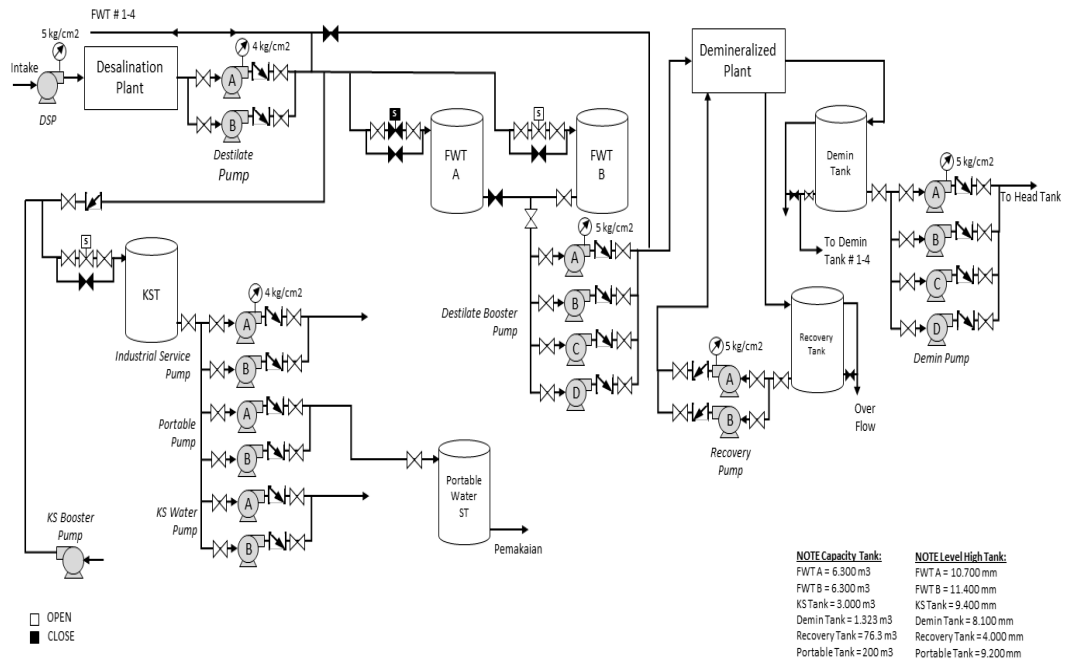 FWT # 1-4
5 kg/cm2
Intake
DSP
Desalination
Plant
4 kg/cm2
A
B
Destilate
Pump
S
FWT
A
S
FWT
B
Demineralized
Plant
Demin
Tank
5 kg/cm2
A
B
C
D
To Head Tank
Demin Pump
To Demin
Tank # 1-4
5 kg/cm2
A
B
C
D
Destilate Booster
Pump
Recovery
Tank
Over
Flow
5 kg/cm2
A
B
Recovery
Pump
S
KST
4 kg/cm2
A
B
Industrial Service
Pump
A
B
Portable
Pump
A
B
KS Water
Pump
Portable
Water
ST
Pemakaian
KS Booster
Pump
OPEN
CLOSE
NOTE Capacity Tank:
FWT A = 6.300 m3
FWT B = 6.300 m3
KS Tank = 3.000 m3
Demin Tank = 1.323 m3
Recovery Tank = 76.3 m3
Portable Tank = 200 m3
NOTE Level High Tank:
FWT A = 10.700 mm
FWT B = 11.400 mm
KS Tank = 9.400 mm
Demin Tank = 8.100 mm
Recovery Tank = 4.000 mm
Portable Tank = 9.200 mm